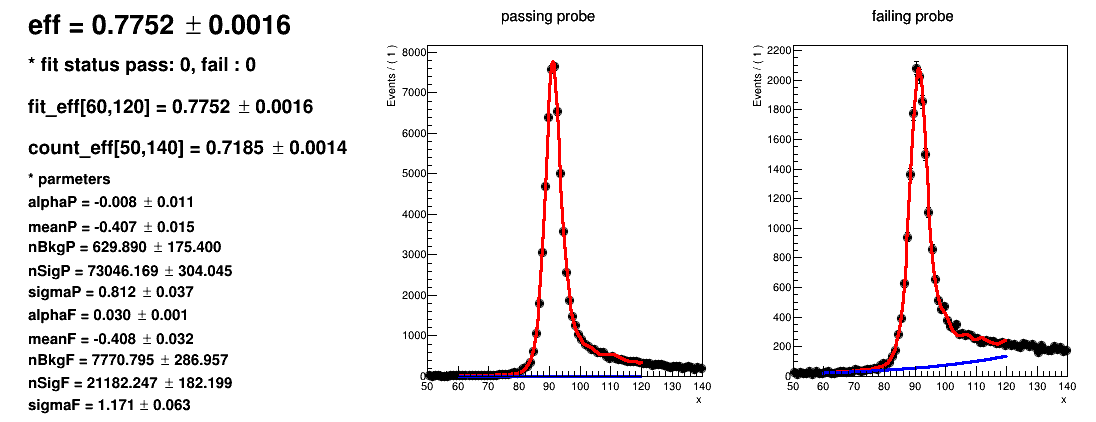 eff = 0.7752 ± 0.0016
* fit status pass: 0, fail : 0
fit_eff[60,120] = 0.7752 ± 0.0016
count_eff[50,140] = 0.7185 ± 0.0014
* parmeters
alphaP = -0.008 ± 0.011
meanP = -0.407 ± 0.015
nBkgP = 629.890 ± 175.400
nSigP = 73046.169 ± 304.045
sigmaP = 0.812 ± 0.037
alphaF = 0.030 ± 0.001
meanF = -0.408 ± 0.032
nBkgF = 7770.795 ± 286.957
nSigF = 21182.247 ± 182.199
sigmaF = 1.171 ± 0.063
passing probe
Events / ( 1 )
8000
7000
6000
5000
4000
3000
2000
1000
0
50 60 70 80 90 100 110 120 130 140
x
failing probe
Events / ( 1 )
2200
2000
1800
1600
1400
1200
1000
800
600
400
200
0
50 60 70 80 90 100 110 120 130 140
x